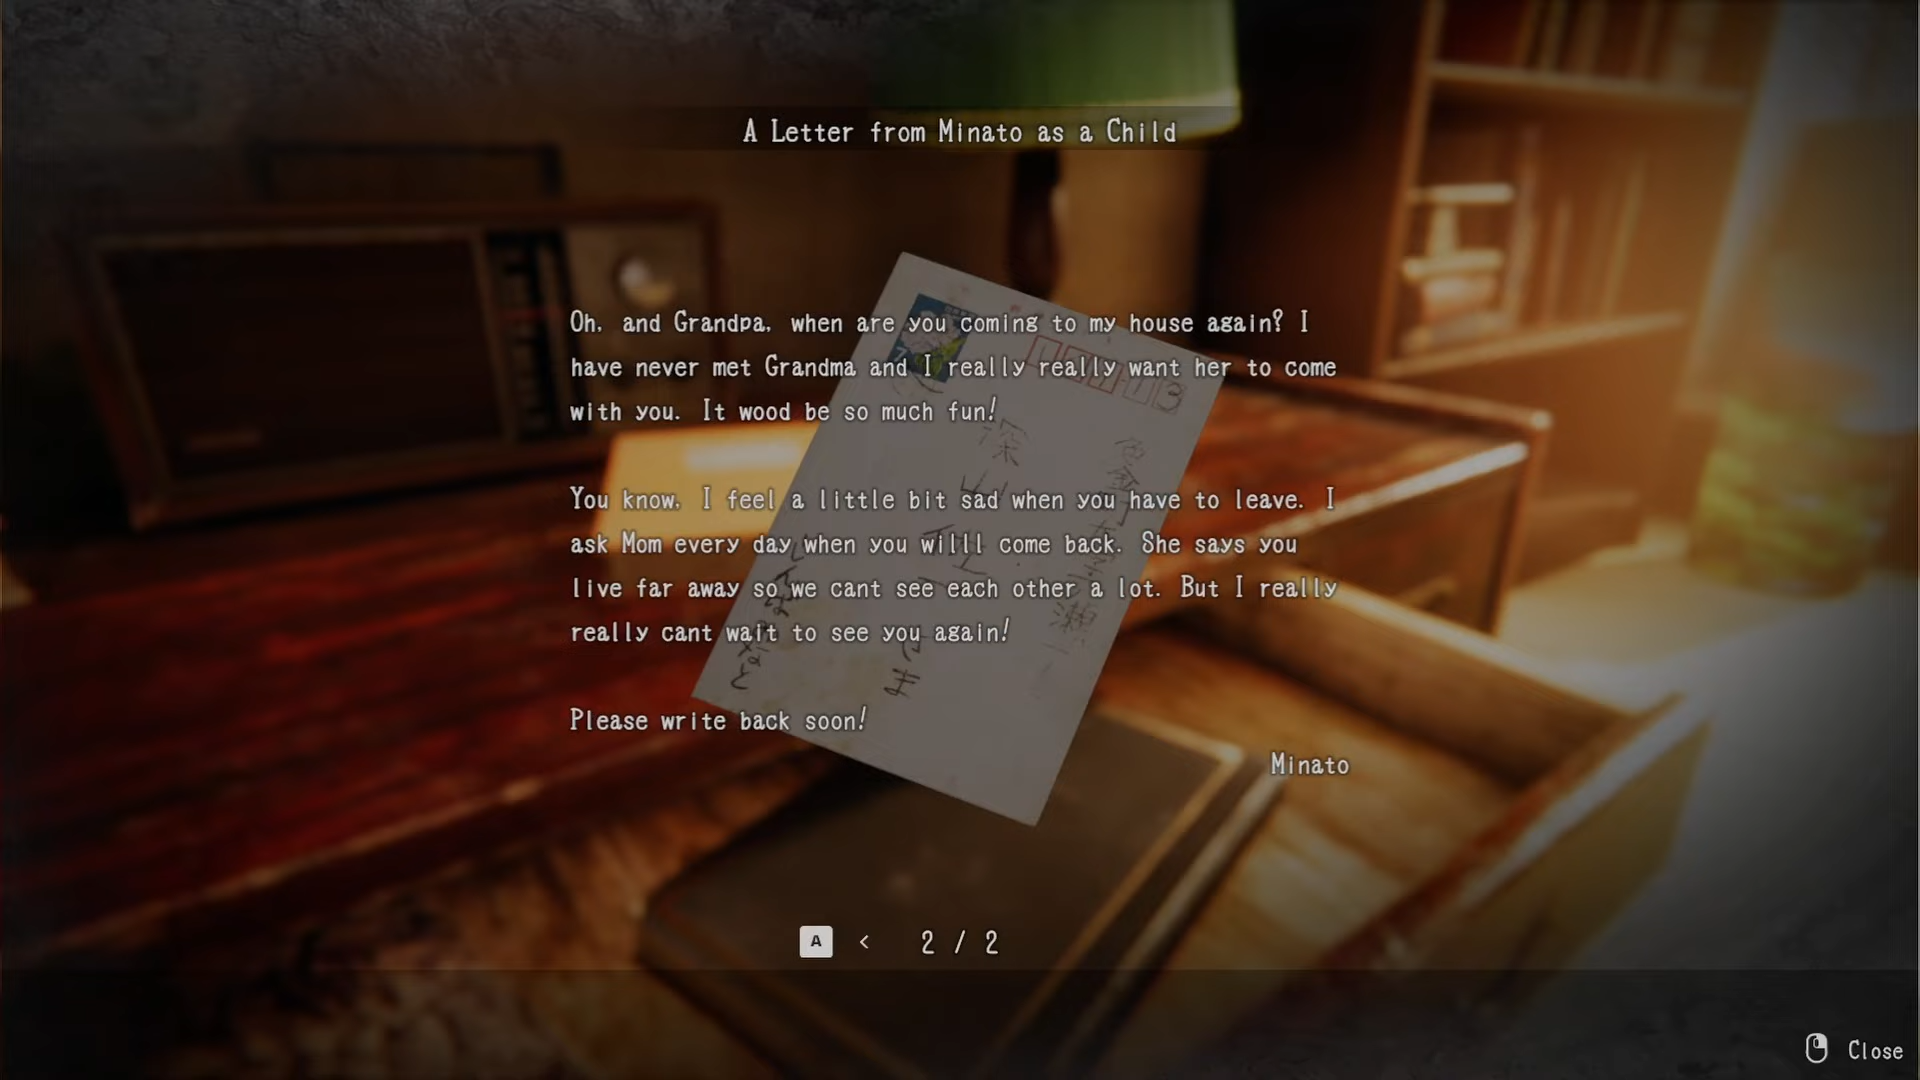 A Letter from Minato as a Child
Oh, and Grandpa, when are you coming to my house again? I
have never met Grandma and I really really want her to come
with you. It wood be so much fun!
You know, I feel a little bit sad when you have to leave. I
ask Mom every day when you willl come back. She says you
live far away so we cant see each other a lot. But I really
really cant wait to see you again!
Please write back soon!
Minato
A < 2 / 2
Close
深山